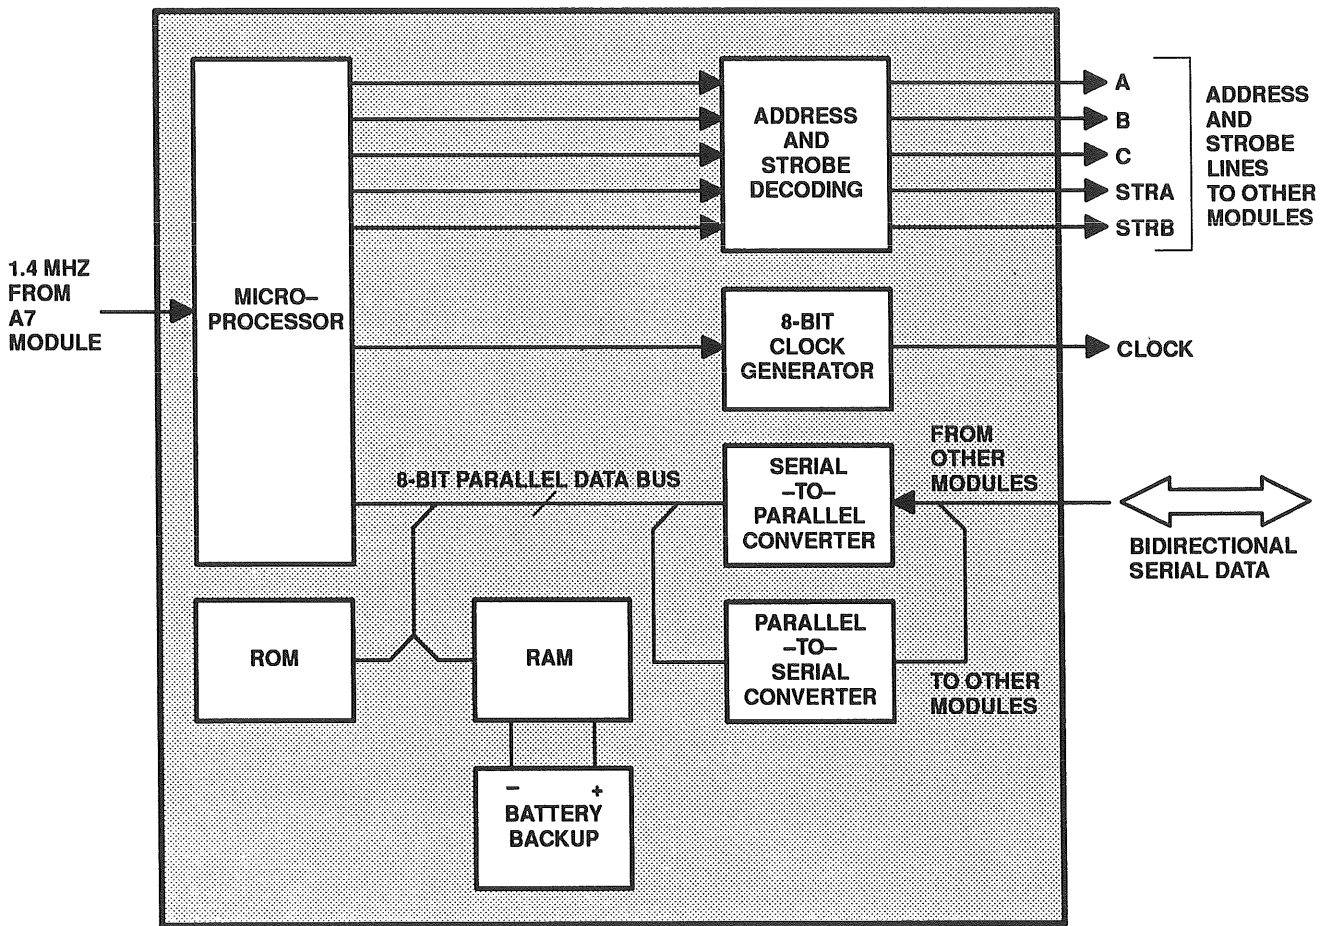 1.4 MHZ
FROM
A7
MODULE
MICRO–
PROCESSOR
ADDRESS
AND
STROBE
DECODING
A
B
C
STRA
STRB
ADDRESS
AND
STROBE
LINES
TO OTHER
MODULES
8-BIT
CLOCK
GENERATOR
CLOCK
8-BIT PARALLEL DATA BUS
SERIAL
–TO–
PARALLEL
CONVERTER
FROM
OTHER
MODULES
BIDIRECTIONAL
SERIAL DATA
ROM
RAM
PARALLEL
–TO–
SERIAL
CONVERTER
TO OTHER
MODULES
– +
BATTERY
BACKUP